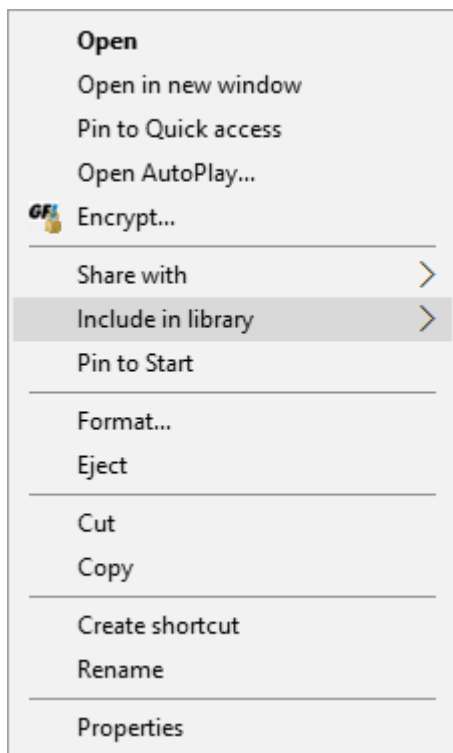 Open
Open in new window
Pin to Quick access
Open AutoPlay...
GFI Encrypt...
Share with
Include in library
Pin to Start
Format...
Eject
Cut
Copy
Create shortcut
Rename
Properties